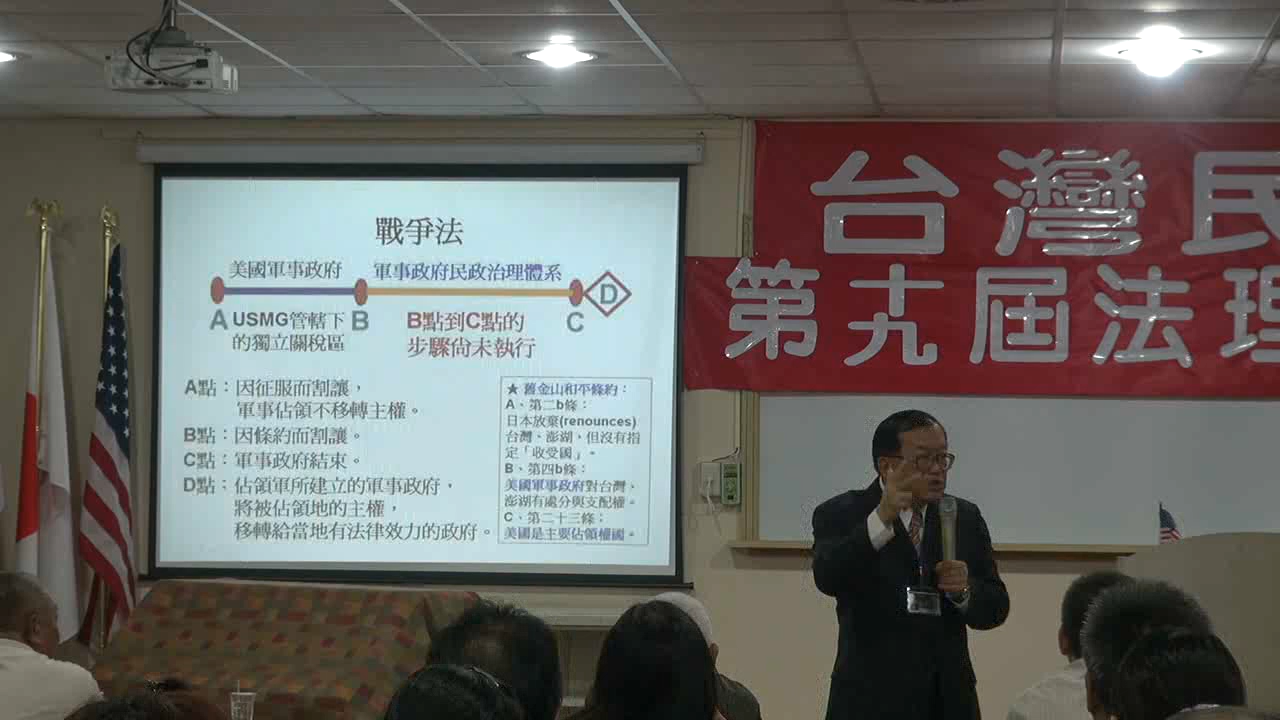 戰爭法
美國軍事政府
軍事政府民政治理體系
A
B
C
D
USMG管轄下
的獨立關稅區
B點到C點的
步驟尚未執行
A點：因征服而割讓，
軍事佔領不移轉主權。
B點：因條約而割讓。
C點：軍事政府結束。
D點：佔領軍所建立的軍事政府，
將被佔領地的主權，
移轉給當地有法律效力的政府。
★ 舊金山和平條約：
A、第二b條：
日本放棄(renounces)
台灣、澎湖，但沒有指
定「收受國」。
B、第四b條：
美國軍事政府對台灣、
澎湖有處分與支配權。
C、第二十三條：
美國是主要佔領權國。
台灣民
第十九屆法理